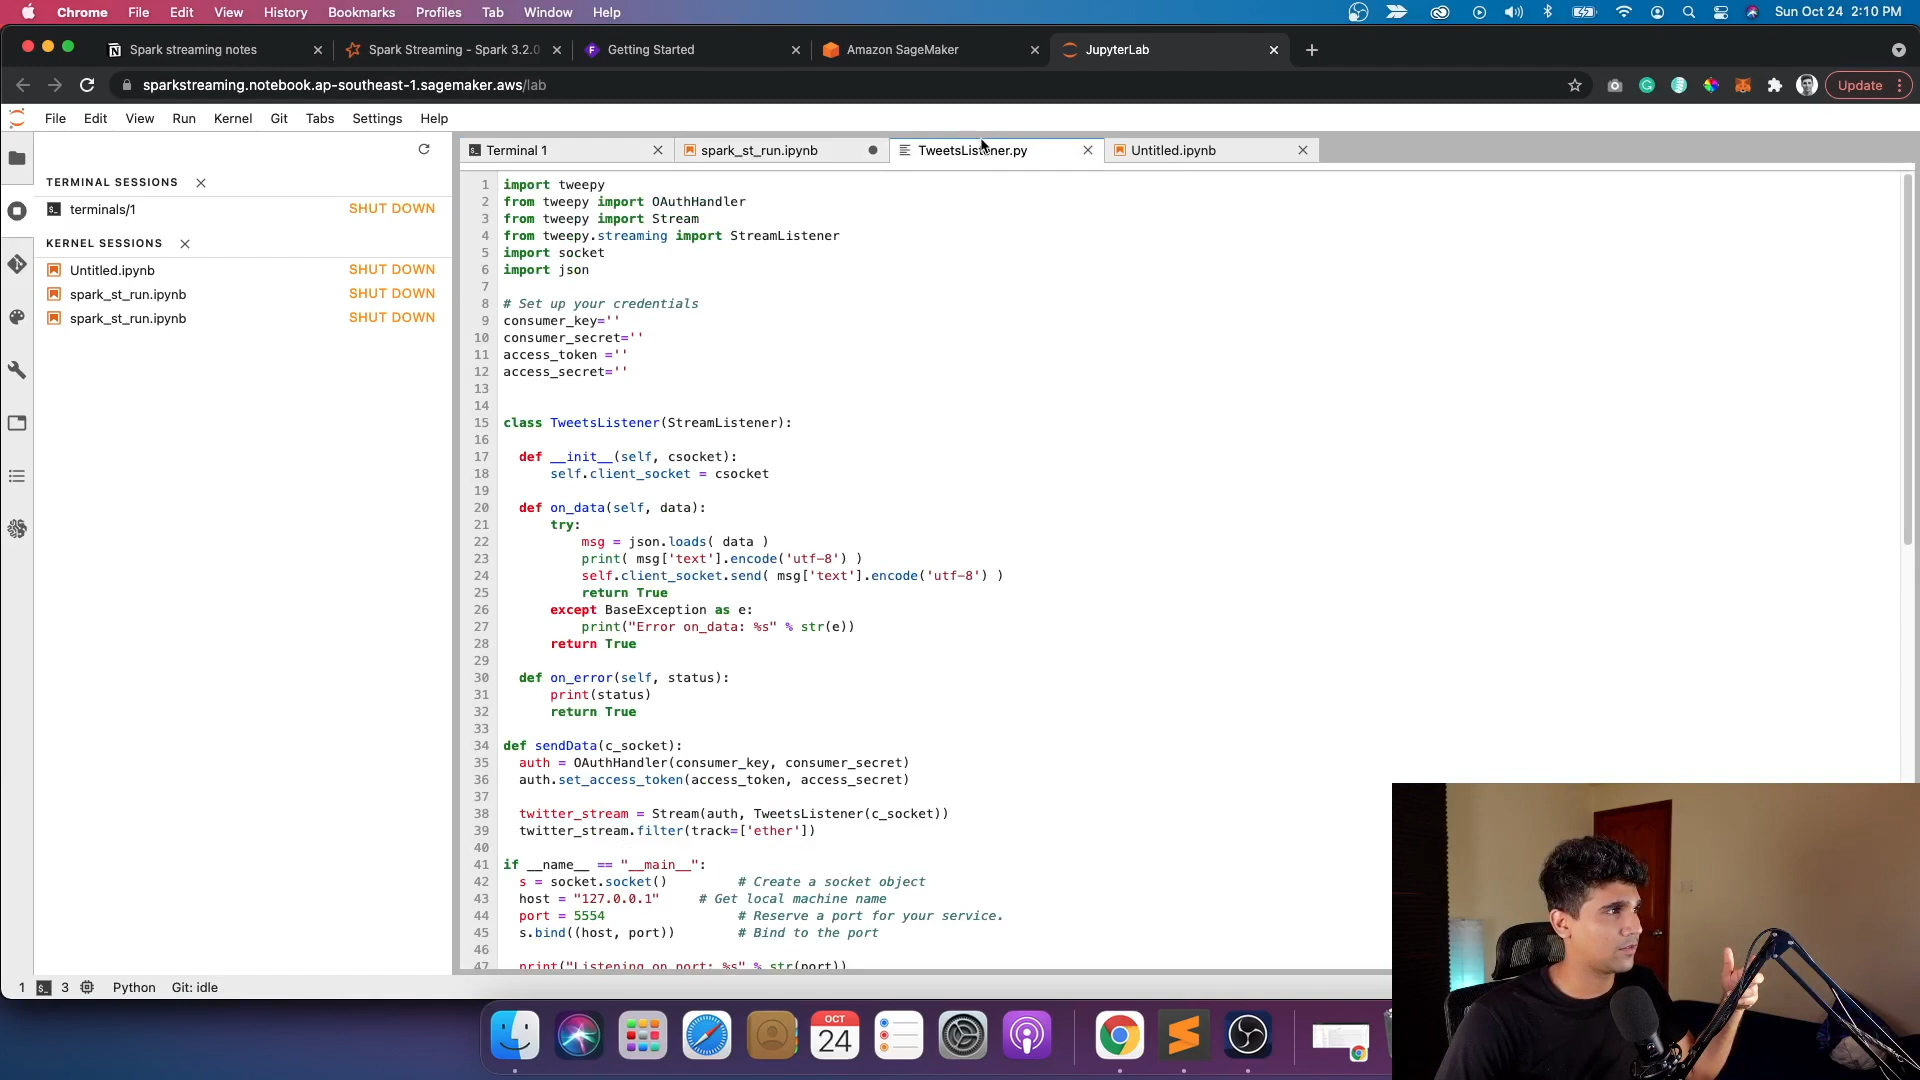 Chrome File Edit View History Bookmarks Profiles Tab Window Help Sun Oct 24 2:10 PM
Spark streaming notes Spark Streaming - Spark 3.2.0 Getting Started Amazon SageMaker JupyterLab
sparkstreaming.notebook.ap-southeast-1.sagemaker.aws/lab Update
File Edit View Run Kernel Git Tabs Settings Help
Terminal 1 spark_st_run.ipynb TweetsListener.py Untitled.ipynb
TERMINAL SESSIONS
terminals/1 SHUT DOWN
KERNEL SESSIONS
Untitled.ipynb SHUT DOWN
spark_st_run.ipynb SHUT DOWN
spark_st_run.ipynb SHUT DOWN
1 import tweepy
2 from tweepy import OAuthHandler
3 from tweepy import Stream
4 from tweepy.streaming import StreamListener
5 import socket
6 import json
7
8 # Set up your credentials
9 consumer_key=''
10 consumer_secret=''
11 access_token =''
12 access_secret=''
13
14
15 class TweetsListener(StreamListener):
16
17 def __init__(self, csocket):
18 self.client_socket = csocket
19
20 def on_data(self, data):
21 try:
22 msg = json.loads( data )
23 print( msg['text'].encode('utf-8') )
24 self.client_socket.send( msg['text'].encode('utf-8') )
25 return True
26 except BaseException as e:
27 print("Error on_data: %s" % str(e))
28 return True
29
30 def on_error(self, status):
31 print(status)
32 return True
33
34 def sendData(c_socket):
35 auth = OAuthHandler(consumer_key, consumer_secret)
36 auth.set_access_token(access_token, access_secret)
37
38 twitter_stream = Stream(auth, TweetsListener(c_socket))
39 twitter_stream.filter(track=['ether'])
40
41 if __name__ == "__main__":
42 s = socket.socket() # Create a socket object
43 host = "127.0.0.1" # Get local machine name
44 port = 5554 # Reserve a port for your service.
45 s.bind((host, port)) # Bind to the port
46
47 print("Listening on port: %s" % str(port))
1 3 Python Git: idle
OCT
24